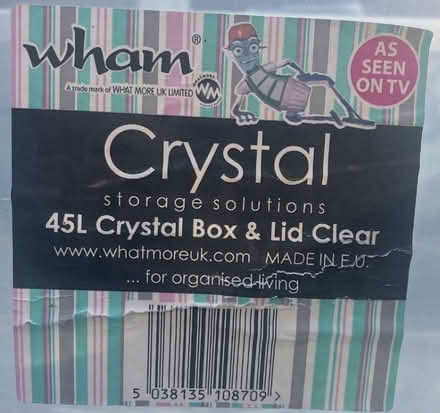 wham®
A trade mark of WHAT MORE UK LIMITED
AS
SEEN
ON TV
Crystal
storage solutions
45L Crystal Box & Lid Clear
www.whatmoreuk.com MADE IN E.U.
... for organised living
5 038135 108709 >